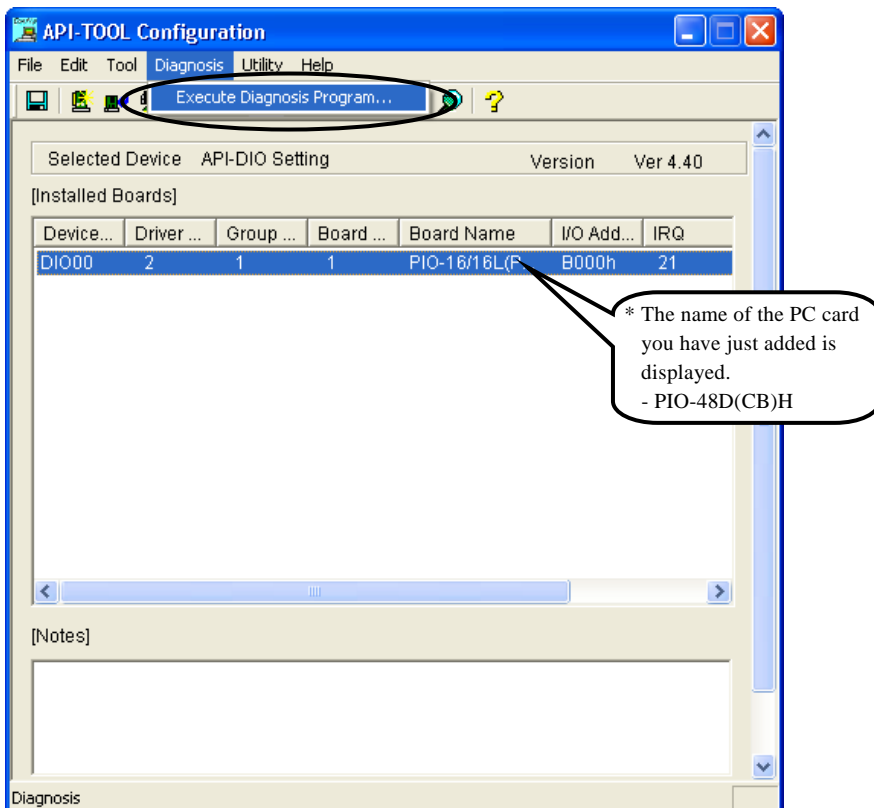 API-TOOL Configuration
File Edit Tool Diagnosis Utility Help
Execute Diagnosis Program...
Selected Device API-DIO Setting Version Ver 4.40
[Installed Boards]
Device... Driver ... Group ... Board ... Board Name I/O Add... IRQ
DIO00 2 1 1 PIO-16/16L(P B000h 21
* The name of the PC card
you have just added is
displayed.
- PIO-48D(CB)H
[Notes]
Diagnosis